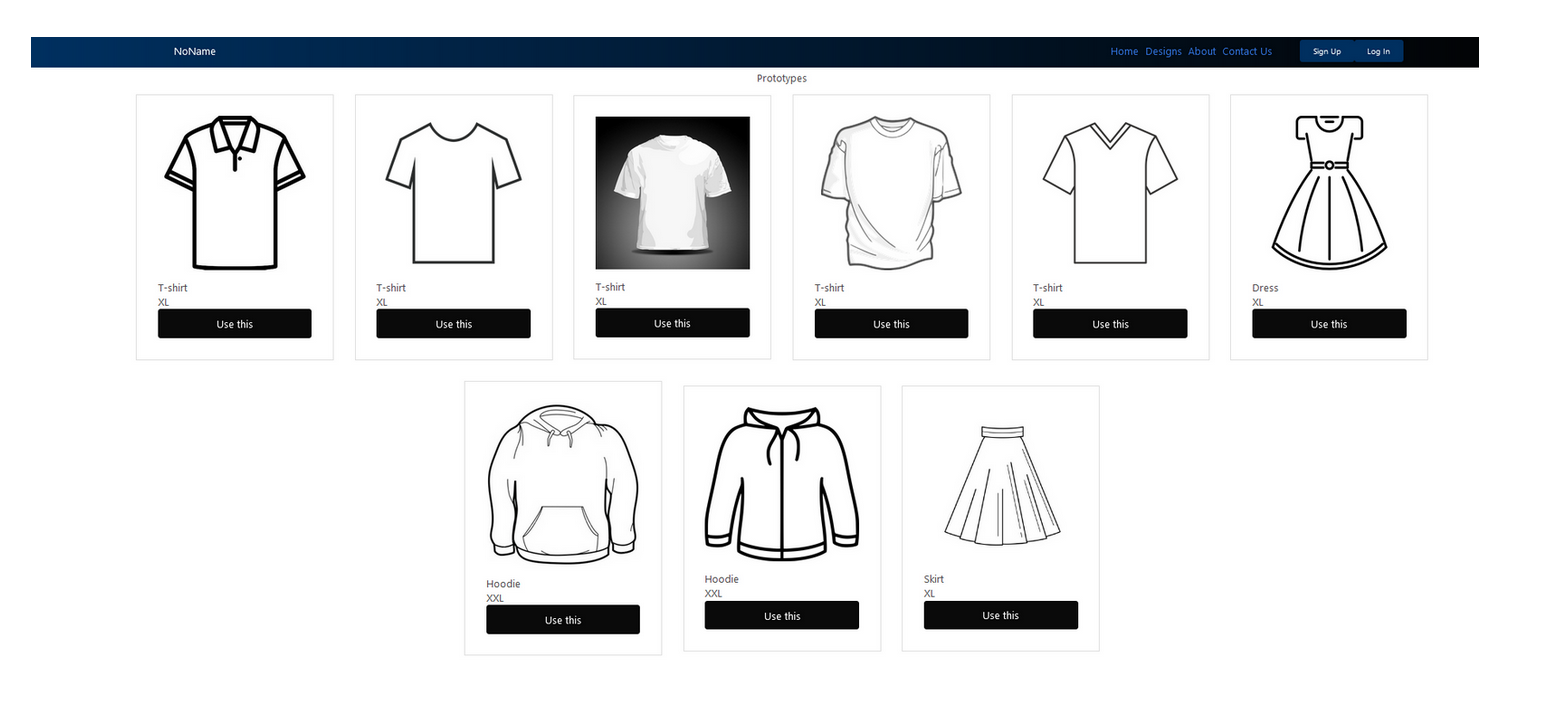 NoName
Home Designs About Contact Us Sign Up Log In
Prototypes
T-shirt
XL
Use this
T-shirt
XL
Use this
T-shirt
XL
Use this
T-shirt
XL
Use this
T-shirt
XL
Use this
Dress
XL
Use this
Hoodie
XXL
Use this
Hoodie
XXL
Use this
Skirt
XL
Use this